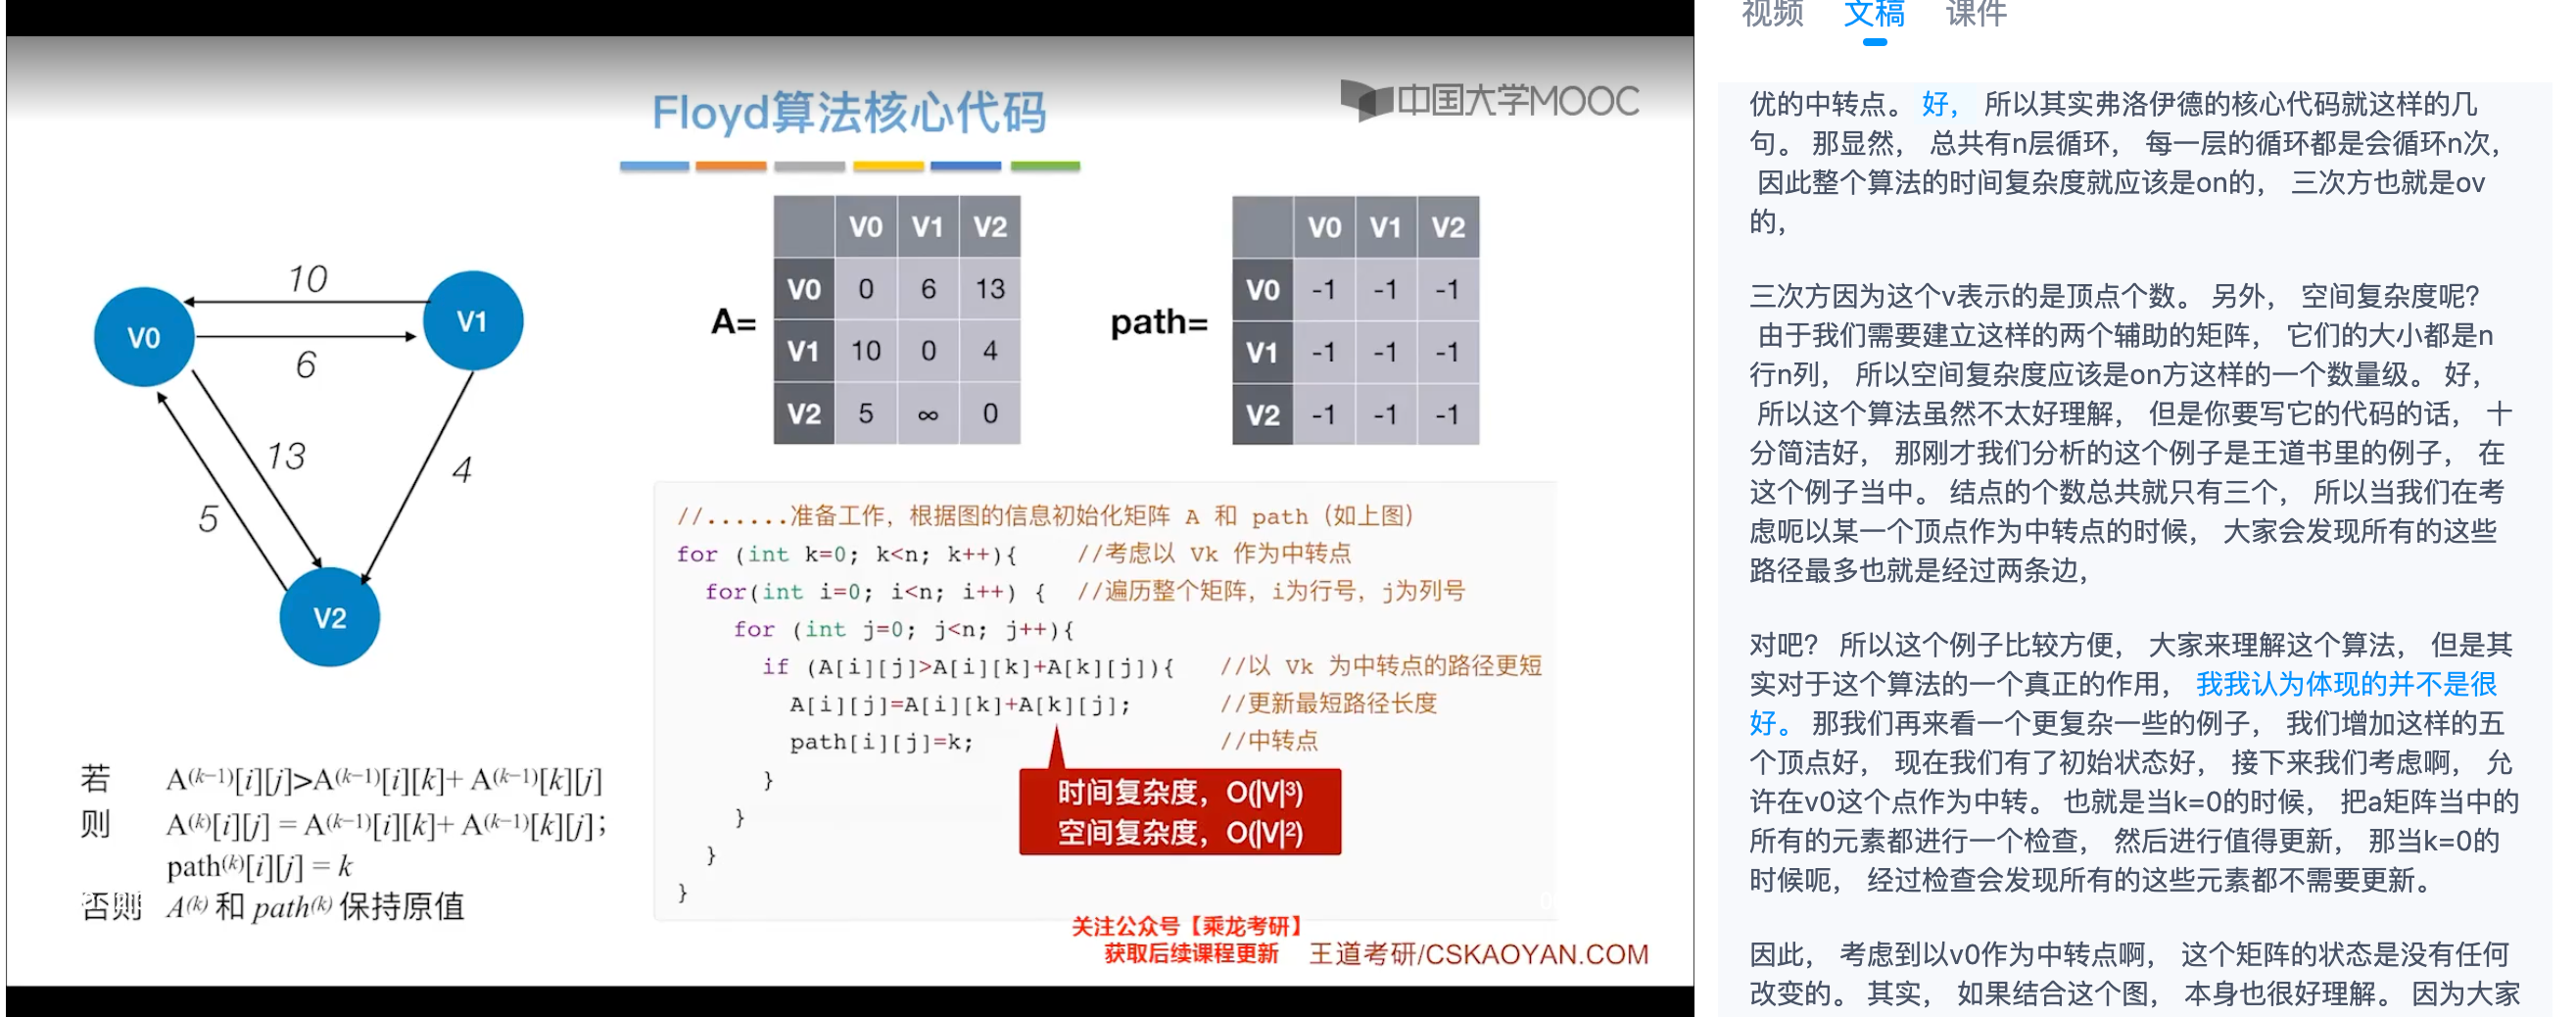 Floyd算法核心代码
中国大学MOOC
10
V0
V1
6
13
4
5
V2
A=
V0 V1 V2
V0 0 6 13
V1 10 0 4
V2 5 ∞ 0
path=
V0 V1 V2
V0 -1 -1 -1
V1 -1 -1 -1
V2 -1 -1 -1
//......准备工作，根据图的信息初始化矩阵 A 和 path（如上图）
for (int k=0; k<n; k++){ //考虑以 Vk 作为中转点
for(int i=0; i<n; i++) { //遍历整个矩阵，i为行号，j为列号
for (int j=0; j<n; j++){
if (A[i][j]>A[i][k]+A[k][j]){ //以 Vk 为中转点的路径更短
A[i][j]=A[i][k]+A[k][j]; //更新最短路径长度
path[i][j]=k; //中转点
}
}
}
}
时间复杂度，O(|V|³)
空间复杂度，O(|V|²)
若 A⁽ᵏ⁻¹⁾[i][j]>A⁽ᵏ⁻¹⁾[i][k]+ A⁽ᵏ⁻¹⁾[k][j]
则 A⁽ᵏ⁾[i][j] = A⁽ᵏ⁻¹⁾[i][k]+ A⁽ᵏ⁻¹⁾[k][j];
path⁽ᵏ⁾[i][j] = k
否则 A⁽ᵏ⁾ 和 path⁽ᵏ⁾ 保持原值
关注公众号【乘龙考研】
获取后续课程更新
王道考研/CSKAOYAN.COM
视频 文稿 课件
优的中转点。 好， 所以其实弗洛伊德的核心代码就这样的几
句。 那显然， 总共有n层循环， 每一层的循环都是会循环n次，
因此整个算法的时间复杂度就应该是on的， 三次方也就是ov
的，
三次方因为这个v表示的是顶点个数。 另外， 空间复杂度呢？
由于我们需要建立这样的两个辅助的矩阵， 它们的大小都是n
行n列， 所以空间复杂度应该是on方这样的一个数量级。 好，
所以这个算法虽然不太好理解， 但是你要写它的代码的话， 十
分简洁好， 那刚才我们分析的这个例子是王道书里的例子， 在
这个例子当中。 结点的个数总共就只有三个， 所以当我们在考
虑呃以某一个顶点作为中转点的时候， 大家会发现所有的这些
路径最多也就是经过两条边，
对吧？ 所以这个例子比较方便， 大家来理解这个算法， 但是其
实对于这个算法的一个真正的作用， 我我认为体现的并不是很
好。 那我们再来看一个更复杂一些的例子， 我们增加这样的五
个顶点好， 现在我们有了初始状态好， 接下来我们考虑啊， 允
许在v0这个点作为中转。 也就是当k=0的时候， 把a矩阵当中的
所有的元素都进行一个检查， 然后进行值得更新， 那当k=0的
时候呃， 经过检查会发现所有的这些元素都不需要更新。
因此， 考虑到以v0作为中转点啊， 这个矩阵的状态是没有任何
改变的。 其实， 如果结合这个图， 本身也很好理解。 因为大家